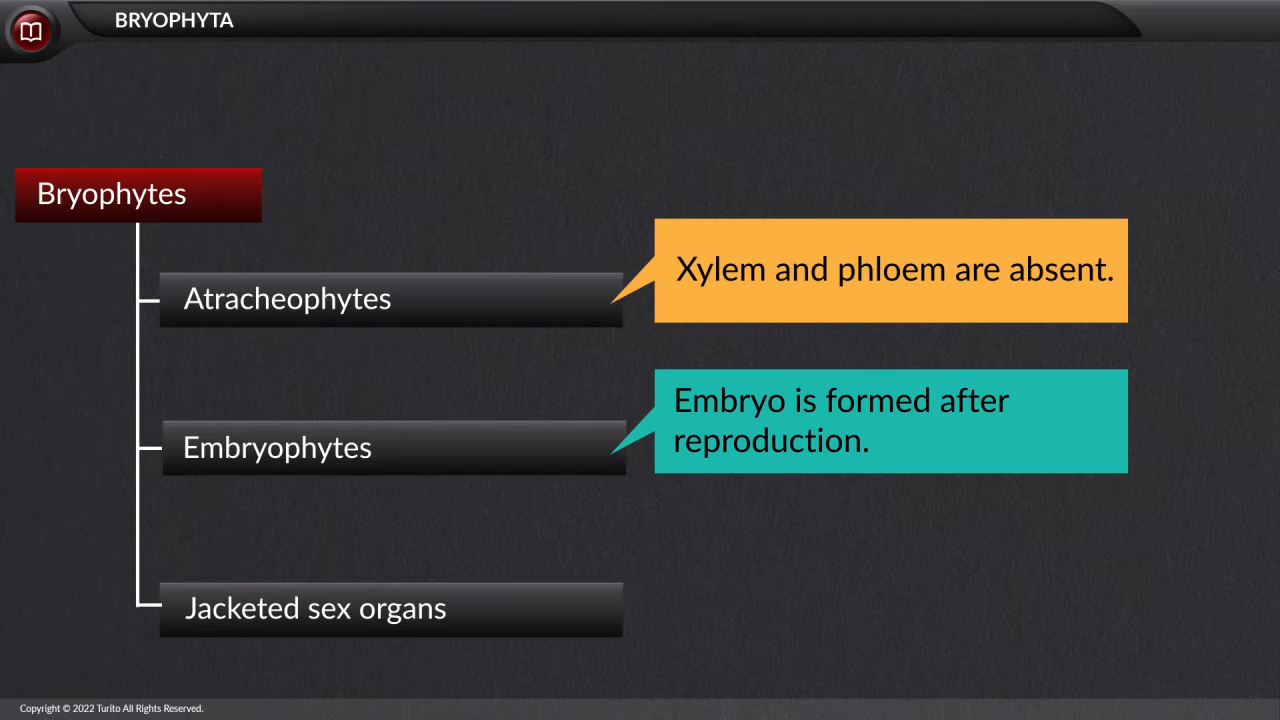 BRYOPHYTA
Bryophytes
Atracheophytes
Xylem and phloem are absent.
Embryophytes
Embryo is formed after
reproduction.
Jacketed sex organs
Copyright © 2022 Turito All Rights Reserved.